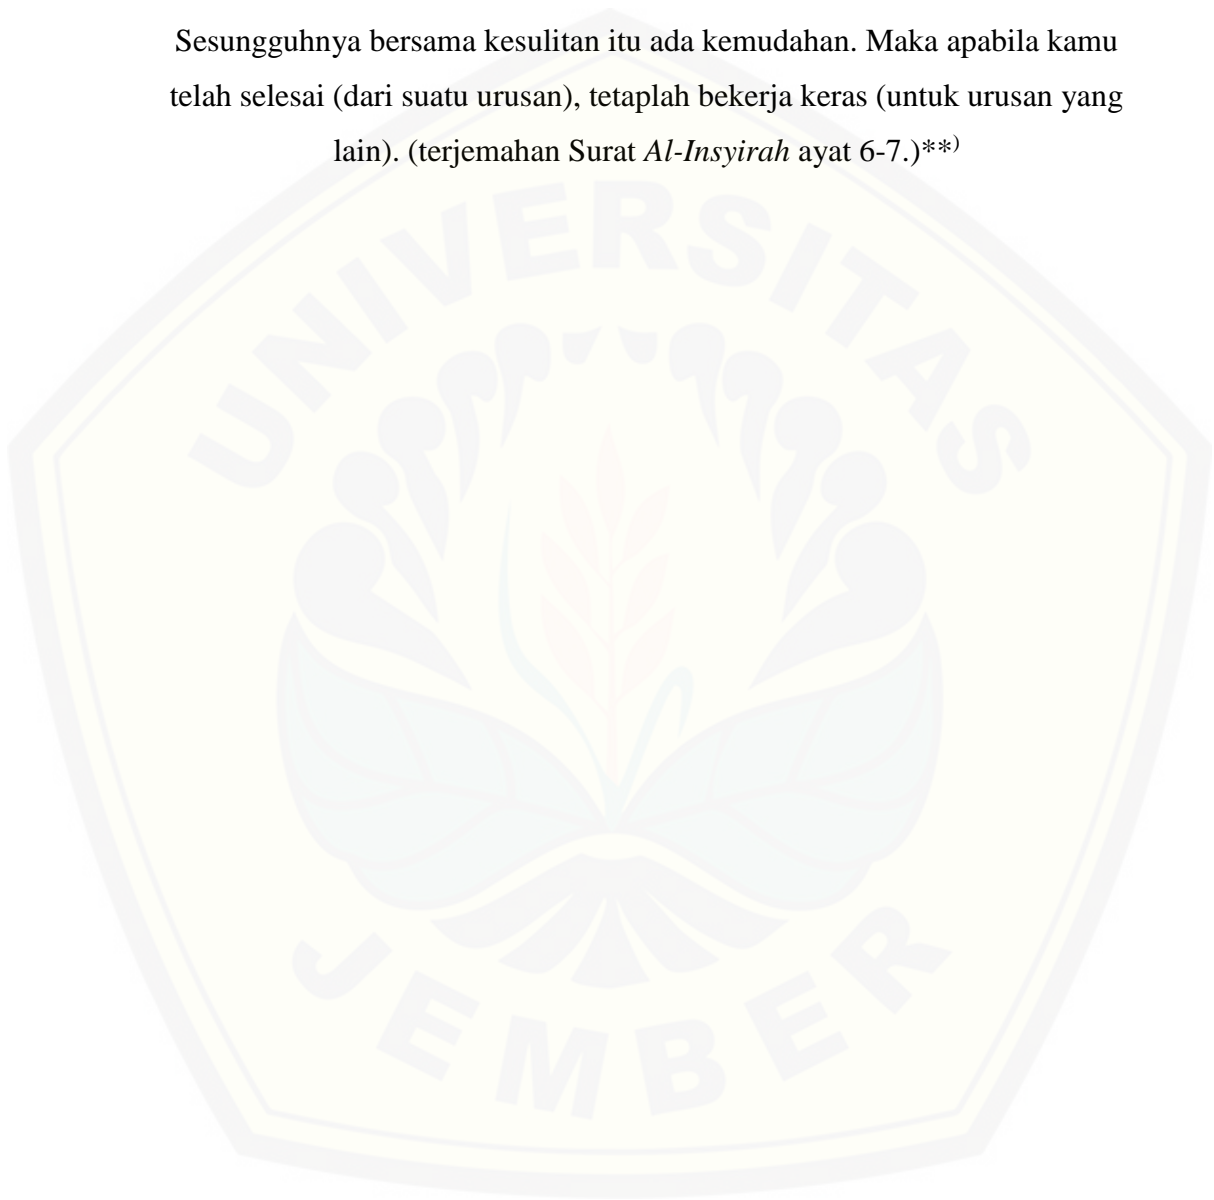 Sesungguhnya bersama kesulitan itu ada kemudahan. Maka apabila kamu
telah selesai (dari suatu urusan), tetaplah bekerja keras (untuk urusan yang
lain). (terjemahan Surat Al-Insyirah ayat 6-7.)**)
UNIVERSITAS
JEMBER